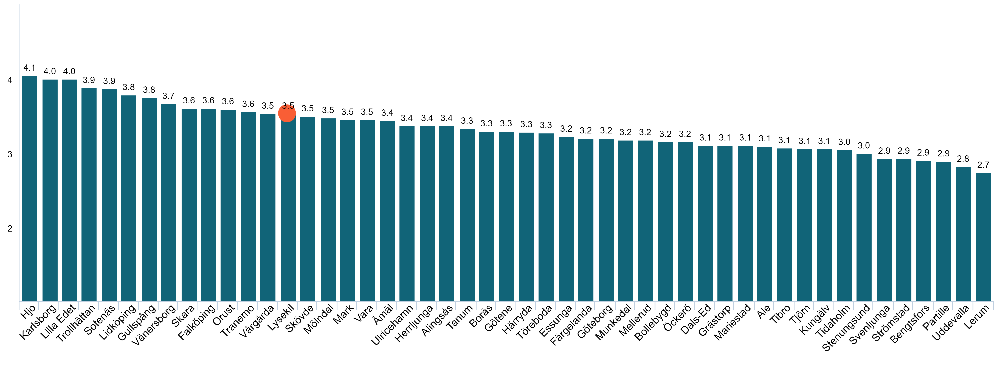 4.1 4.0 4.0 3.9 3.9 3.8 3.8 3.7 3.6 3.6 3.6 3.6 3.5 3.5 3.5 3.5 3.5 3.5 3.4 3.4 3.4 3.4 3.3 3.3 3.3 3.3 3.3 3.2 3.2 3.2 3.2 3.2 3.2 3.2 3.1 3.1 3.1 3.1 3.1 3.1 3.1 3.0 3.0 2.9 2.9 2.9 2.9 2.8 2.7
4
3
2
Hjo
Karlsborg
Lilla Edet
Trollhättan
Sotenäs
Lidköping
Gullspång
Vänersborg
Skara
Falköping
Orust
Tranemo
Vårgårda
Lysekil
Skövde
Mölndal
Mark
Vara
Åmål
Ulricehamn
Herrljunga
Alingsås
Tanum
Borås
Götene
Härryda
Töreboda
Essunga
Färgelanda
Göteborg
Munkedal
Mellerud
Bollebygd
Öckerö
Dals-Ed
Grästorp
Mariestad
Ale
Tibro
Tjörn
Kungälv
Tidaholm
Stenungsund
Svenljunga
Strömstad
Bengtsfors
Partille
Uddevalla
Lerum